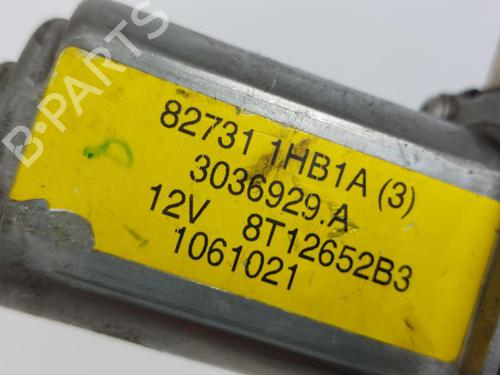 82731 1HB1A (3)
3036929.A
12V 8T12652B3
1061021
B-PARTS